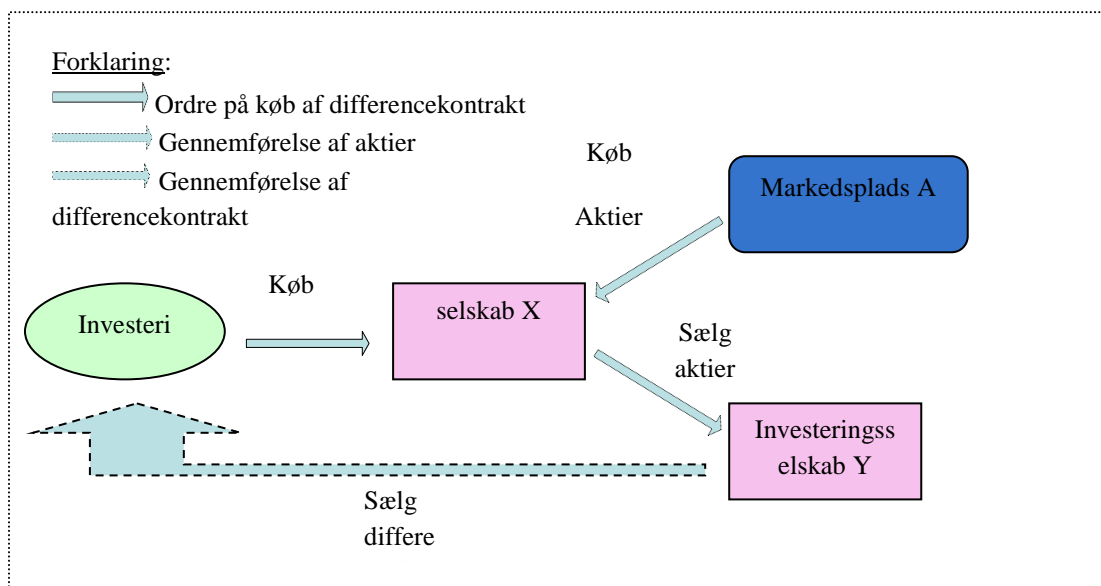 Forklaring:
Ordre på køb af differencekontrakt
Gennemførelse af aktier
Gennemførelse af
differencekontrakt
Køb
Aktier
Markedsplads A
Køb
Investeri
selskab X
Sælg
aktier
Investeringss
elskab Y
Sælg
differe